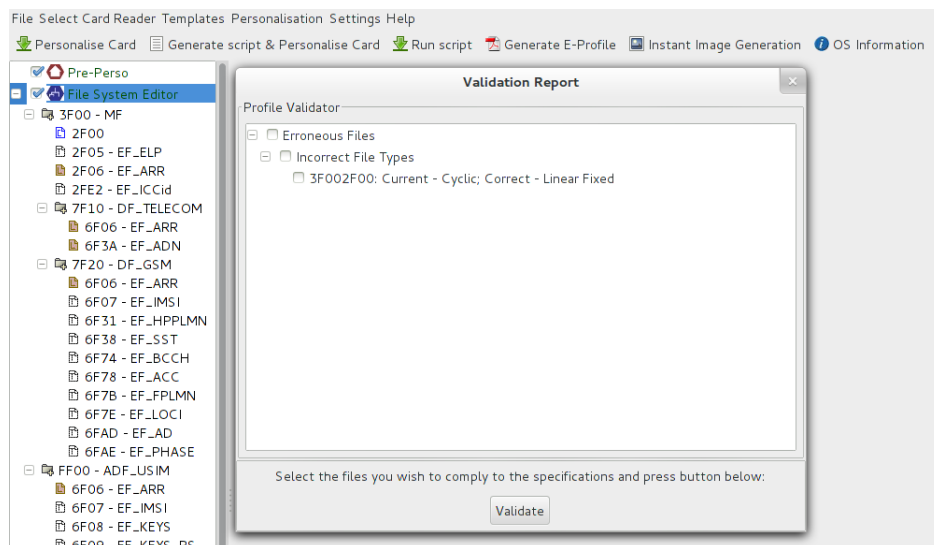 File Select Card Reader Templates Personalisation Settings Help
Personalise Card Generate script & Personalise Card Run script Generate E-Profile Instant Image Generation OS Information
Pre-Perso
File System Editor
3F00 - MF
2F00
2F05 - EF_ELP
2F06 - EF_ARR
2FE2 - EF_ICCid
7F10 - DF_TELECOM
6F06 - EF_ARR
6F3A - EF_ADN
7F20 - DF_GSM
6F06 - EF_ARR
6F07 - EF_IMSI
6F31 - EF_HPPLMN
6F38 - EF_SST
6F74 - EF_BCCH
6F78 - EF_ACC
6F7B - EF_FPLMN
6F7E - EF_LOCI
6FAD - EF_AD
6FAE - EF_PHASE
FF00 - ADF_USIM
6F06 - EF_ARR
6F07 - EF_IMSI
6F08 - EF_KEYS
6F09 - EF_KEYS_PS
Validation Report
Profile Validator
Erroneous Files
Incorrect File Types
3F002F00: Current - Cyclic; Correct - Linear Fixed
Select the files you wish to comply to the specifications and press button below:
Validate